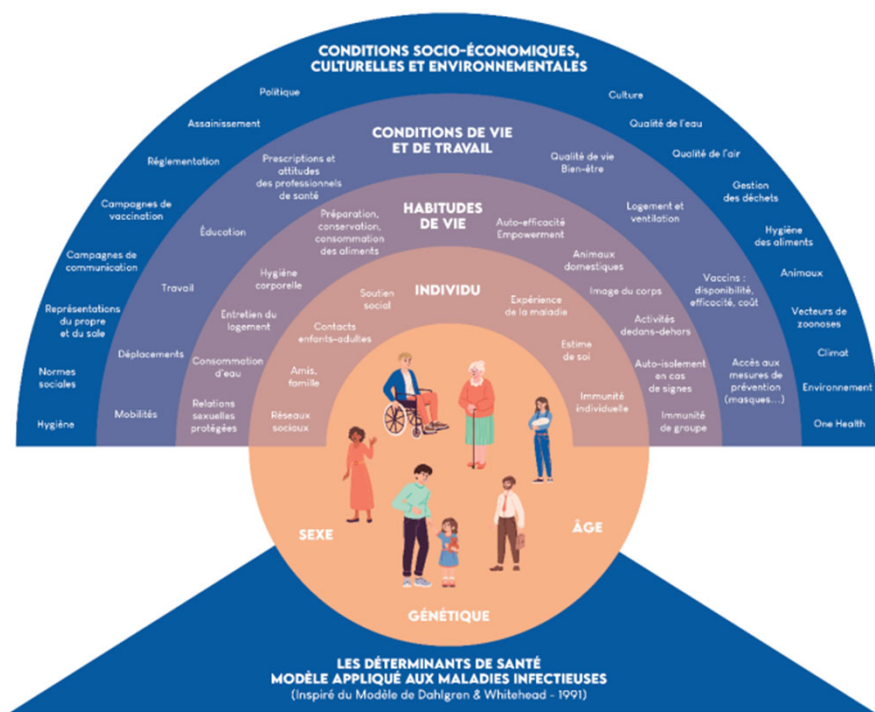 CONDITIONS SOCIO-ÉCONOMIQUES,
CULTURELLES ET ENVIRONNEMENTALES
Politique
Assainissement
Réglementation
Campagnes de
vaccination
Campagnes de
communication
Représentations
du propre
et du sale
Normes
sociales
Hygiène
Culture
Qualité de l'eau
Qualité de l'air
Gestion
des déchets
Hygiène
des aliments
Animaux
Vecteurs de
zoonoses
Climat
Environnement
One Health
CONDITIONS DE VIE
ET DE TRAVAIL
Prescriptions et
attitudes
des professionnels
de santé
Éducation
Travail
Déplacements
Mobilités
Qualité de vie
Bien-être
Logement et
ventilation
Vaccins :
disponibilité,
efficacité, coût
Accès aux
mesures de
prévention
(masques...)
HABITUDES
DE VIE
Préparation,
conservation,
consommation
des aliments
Hygiène
corporelle
Entretien du
logement
Consommation
d'eau
Relations
sexuelles
protégées
Auto-efficacité
Empowerment
Animaux
domestiques
Image du corps
Activités
dedans-dehors
Auto-isolement
en cas
de signes
Immunité
de groupe
INDIVIDU
Soutien
social
Contacts
enfants-adultes
Amis,
famille
Réseaux
sociaux
Expérience
de la maladie
Estime
de soi
Immunité
individuelle
SEXE
ÂGE
GÉNÉTIQUE
LES DÉTERMINANTS DE SANTÉ
MODÈLE APPLIQUÉ AUX MALADIES INFECTIEUSES
(Inspiré du Modèle de Dahlgren & Whitehead - 1991)